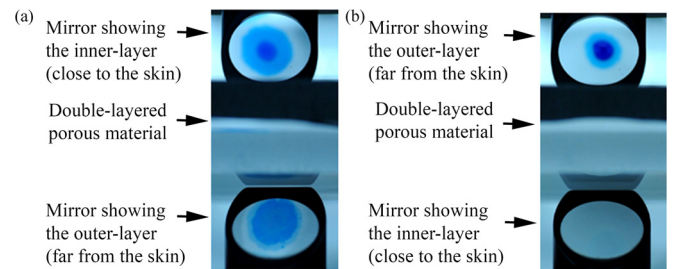 (a)
Mirror showing
the inner-layer
(close to the skin)
Double-layered
porous material
Mirror showing
the outer-layer
(far from the skin)
(b)
Mirror showing
the outer-layer
(far from the skin)
Double-layered
porous material
Mirror showing
the inner-layer
(close to the skin)